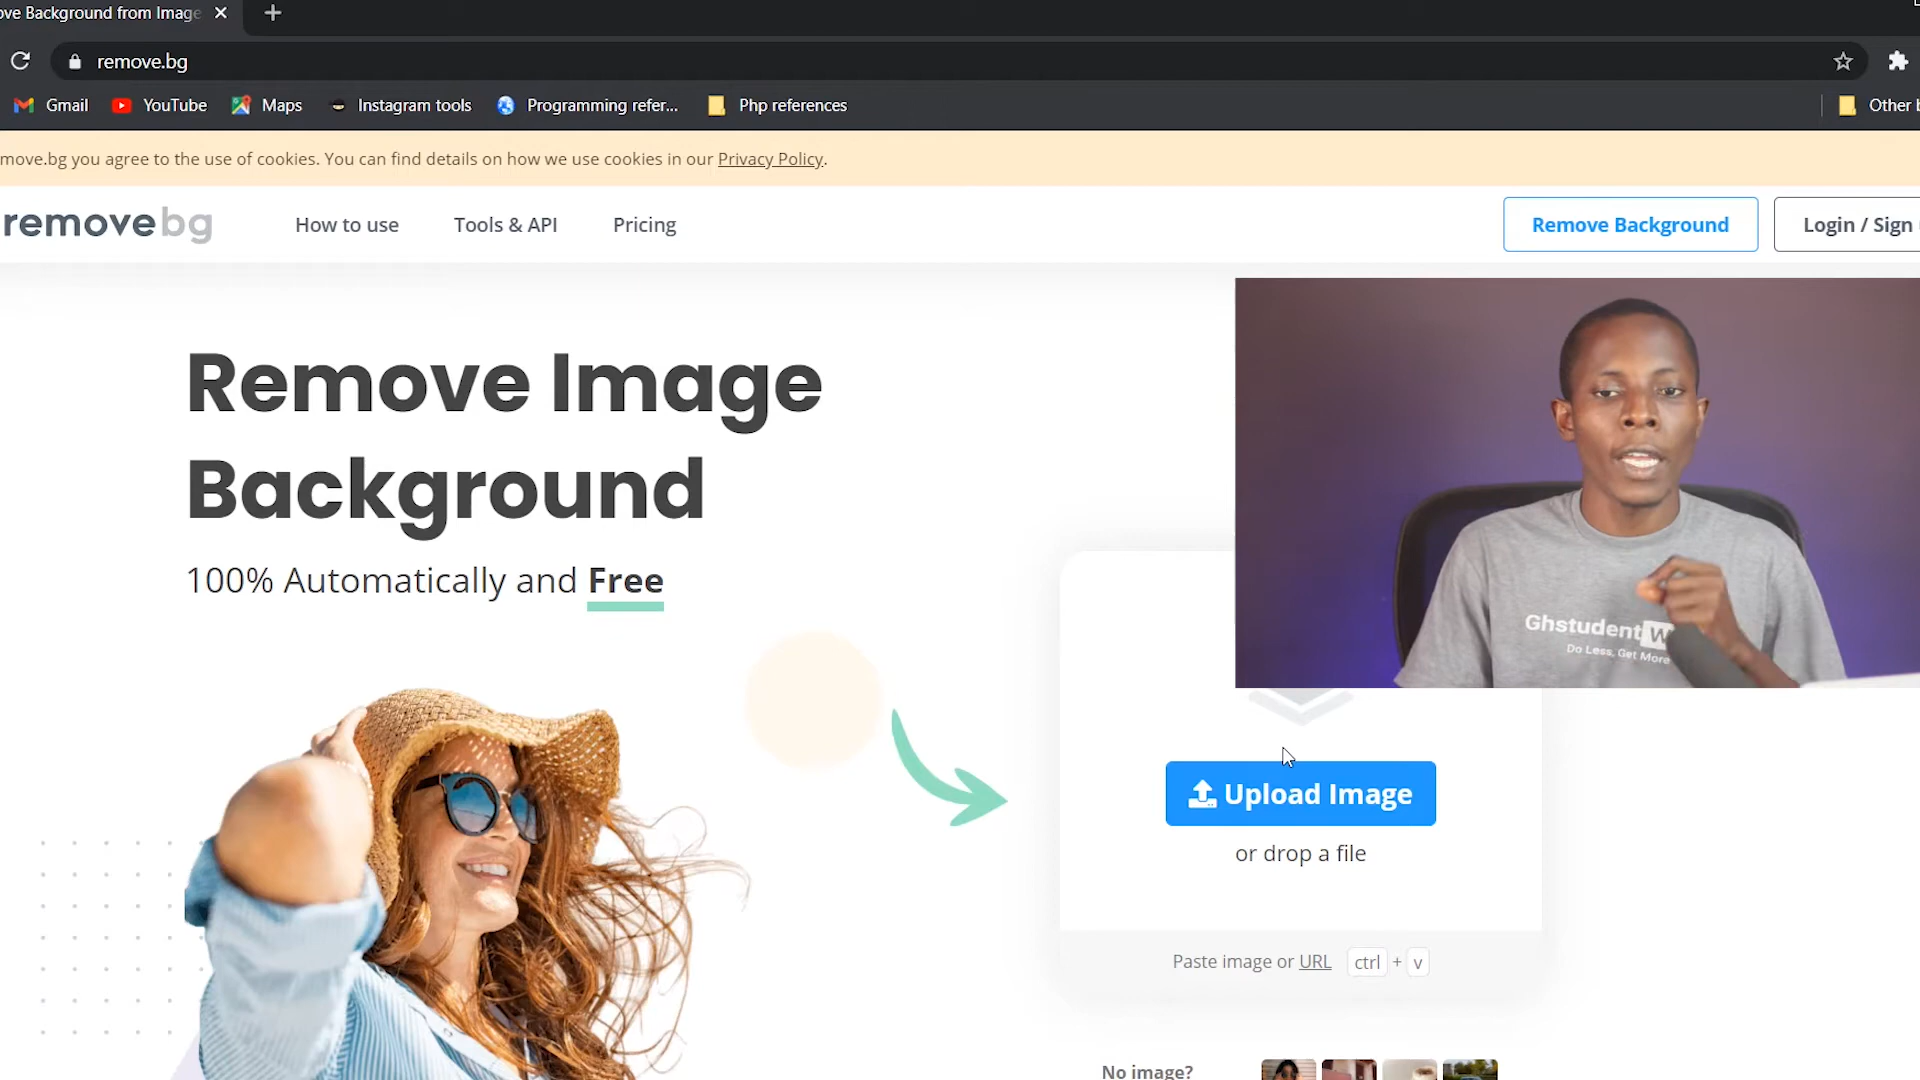 ve Background from Image
remove.bg
Gmail
YouTube
Maps
Instagram tools
Programming refer...
Php references
Other b
move.bg you agree to the use of cookies. You can find details on how we use cookies in our Privacy Policy.
removebg
How to use
Tools & API
Pricing
Remove Background
Login / Sign
Remove Image
Background
100% Automatically and Free
Ghstudent W
Do Less, Get More
Upload Image
or drop a file
Paste image or URL ctrl + v
No image?